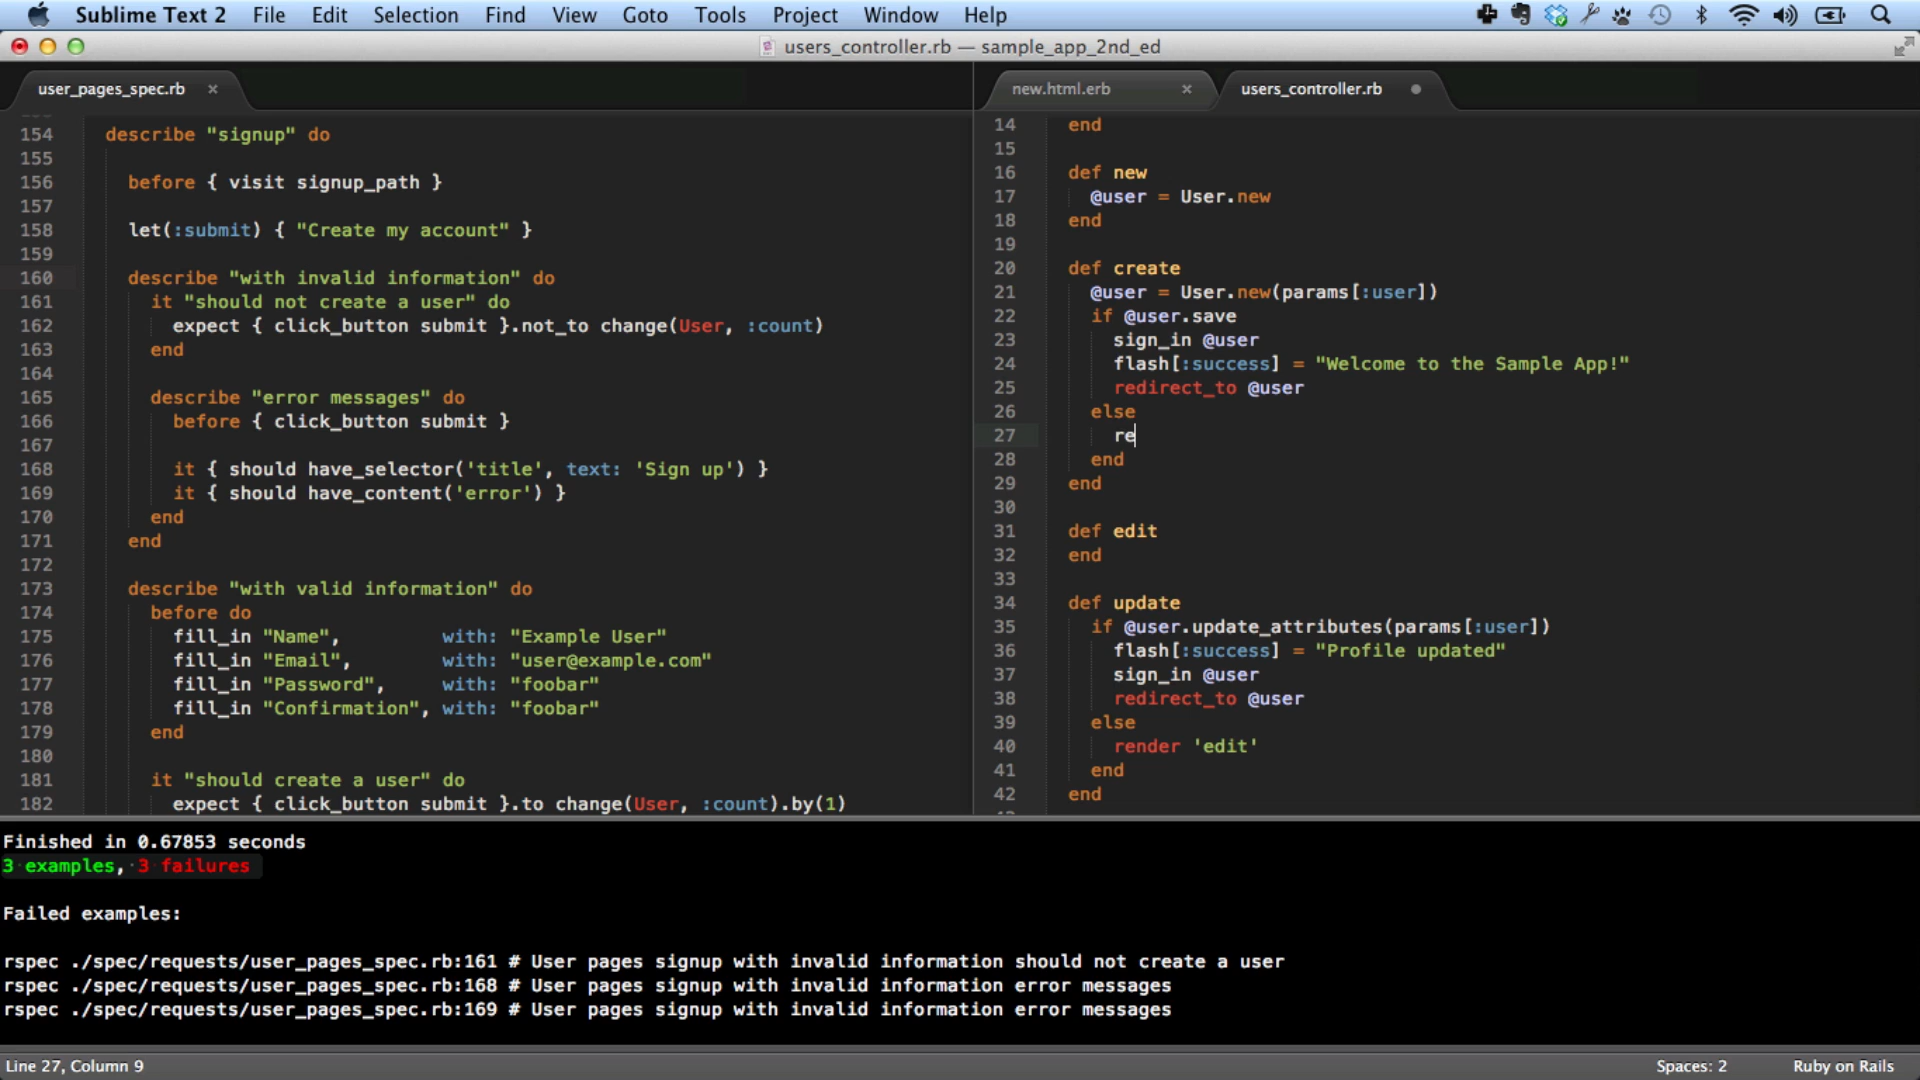 Sublime Text 2 File Edit Selection Find View Goto Tools Project Window Help
users_controller.rb — sample_app_2nd_ed
user_pages_spec.rb ×
154 describe "signup" do
155
156 before { visit signup_path }
157
158 let(:submit) { "Create my account" }
159
160 describe "with invalid information" do
161 it "should not create a user" do
162 expect { click_button submit }.not_to change(User, :count)
163 end
164
165 describe "error messages" do
166 before { click_button submit }
167
168 it { should have_selector('title', text: 'Sign up') }
169 it { should have_content('error') }
170 end
171 end
172
173 describe "with valid information" do
174 before do
175 fill_in "Name", with: "Example User"
176 fill_in "Email", with: "user@example.com"
177 fill_in "Password", with: "foobar"
178 fill_in "Confirmation", with: "foobar"
179 end
180
181 it "should create a user" do
182 expect { click_button submit }.to change(User, :count).by(1)
new.html.erb × users_controller.rb
14 end
15
16 def new
17 @user = User.new
18 end
19
20 def create
21 @user = User.new(params[:user])
22 if @user.save
23 sign_in @user
24 flash[:success] = "Welcome to the Sample App!"
25 redirect_to @user
26 else
27 re
28 end
29 end
30
31 def edit
32 end
33
34 def update
35 if @user.update_attributes(params[:user])
36 flash[:success] = "Profile updated"
37 sign_in @user
38 redirect_to @user
39 else
40 render 'edit'
41 end
42 end
Finished in 0.67853 seconds
3 examples, 3 failures
Failed examples:
rspec ./spec/requests/user_pages_spec.rb:161 # User pages signup with invalid information should not create a user
rspec ./spec/requests/user_pages_spec.rb:168 # User pages signup with invalid information error messages
rspec ./spec/requests/user_pages_spec.rb:169 # User pages signup with invalid information error messages
Line 27, Column 9 Spaces: 2 Ruby on Rails